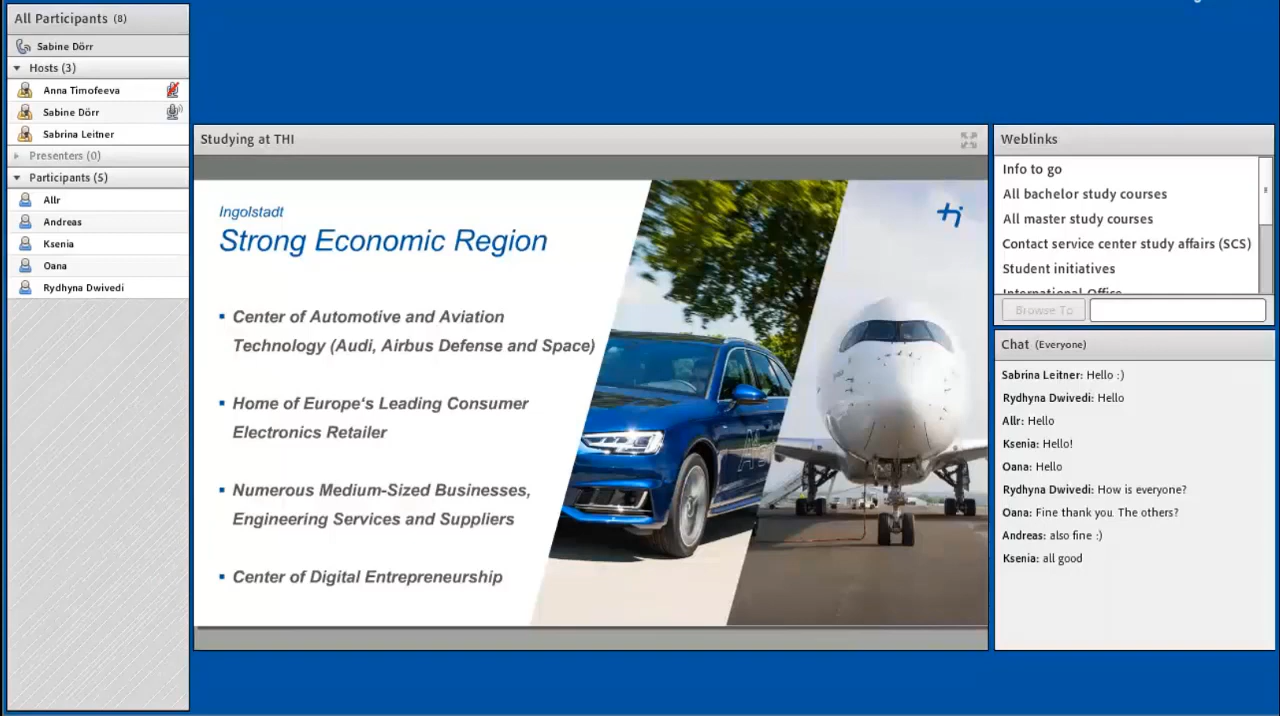 All Participants (8)
Sabine Dörr
Hosts (3)
Anna Timofeeva
Sabine Dörr
Sabrina Leitner
Presenters (0)
Participants (5)
Allr
Andreas
Ksenia
Oana
Rydhyna Dwivedi
Studying at THI
Ingolstadt
Strong Economic Region
Center of Automotive and Aviation
Technology (Audi, Airbus Defense and Space)
Home of Europe‘s Leading Consumer
Electronics Retailer
Numerous Medium-Sized Businesses,
Engineering Services and Suppliers
Center of Digital Entrepreneurship
Weblinks
Info to go
All bachelor study courses
All master study courses
Contact service center study affairs (SCS)
Student initiatives
International Office
Browse To
Chat (Everyone)
Sabrina Leitner: Hello :)
Rydhyna Dwivedi: Hello
Allr: Hello
Ksenia: Hello!
Oana: Hello
Rydhyna Dwivedi: How is everyone?
Oana: Fine thank you. The others?
Andreas: also fine :)
Ksenia: all good